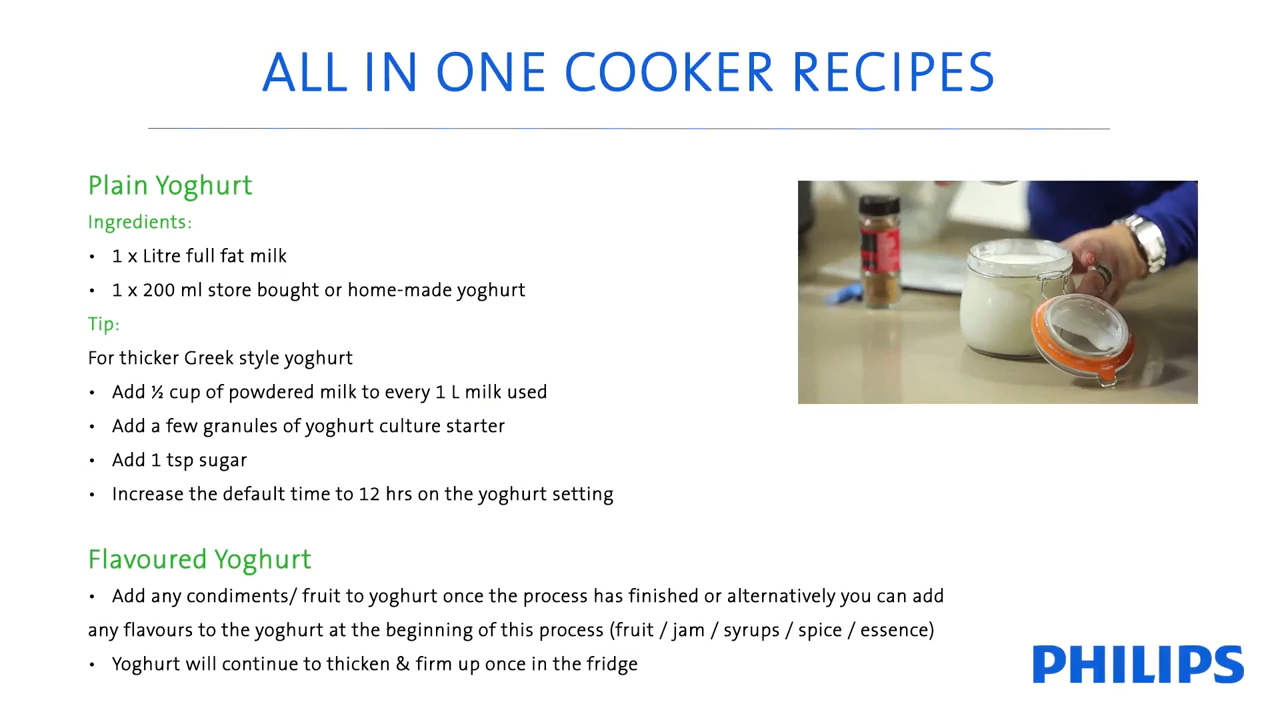 ALL IN ONE COOKER RECIPES
Plain Yoghurt
Ingredients:
• 1 x Litre full fat milk
• 1 x 200 ml store bought or home-made yoghurt
Tip:
For thicker Greek style yoghurt
• Add ½ cup of powdered milk to every 1 L milk used
• Add a few granules of yoghurt culture starter
• Add 1 tsp sugar
• Increase the default time to 12 hrs on the yoghurt setting
Flavoured Yoghurt
• Add any condiments/ fruit to yoghurt once the process has finished or alternatively you can add
any flavours to the yoghurt at the beginning of this process (fruit / jam / syrups / spice / essence)
• Yoghurt will continue to thicken & firm up once in the fridge
PHILIPS